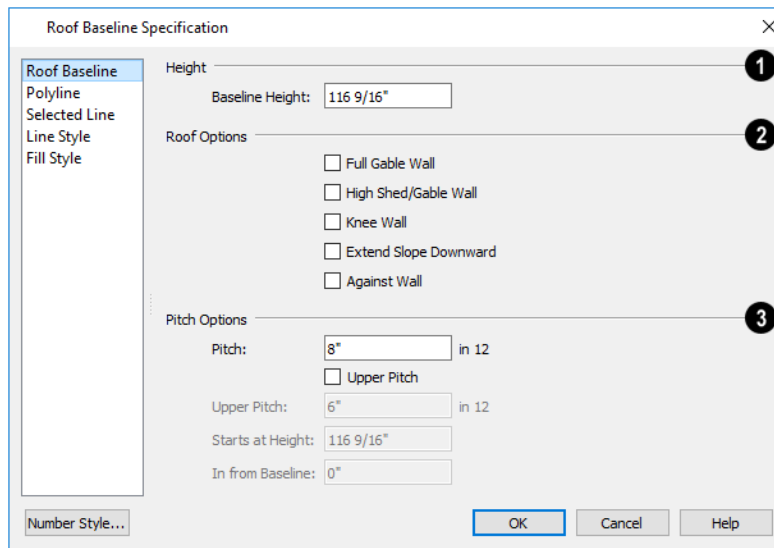 Roof Baseline Specification
Roof Baseline
Polyline
Selected Line
Line Style
Fill Style
Height 1
Baseline Height: 116 9/16"
Roof Options 2
Full Gable Wall
High Shed/Gable Wall
Knee Wall
Extend Slope Downward
Against Wall
Pitch Options 3
Pitch: 8" in 12
Upper Pitch
Upper Pitch: 6" in 12
Starts at Height: 116 9/16"
In from Baseline: 0"
Number Style... OK Cancel Help